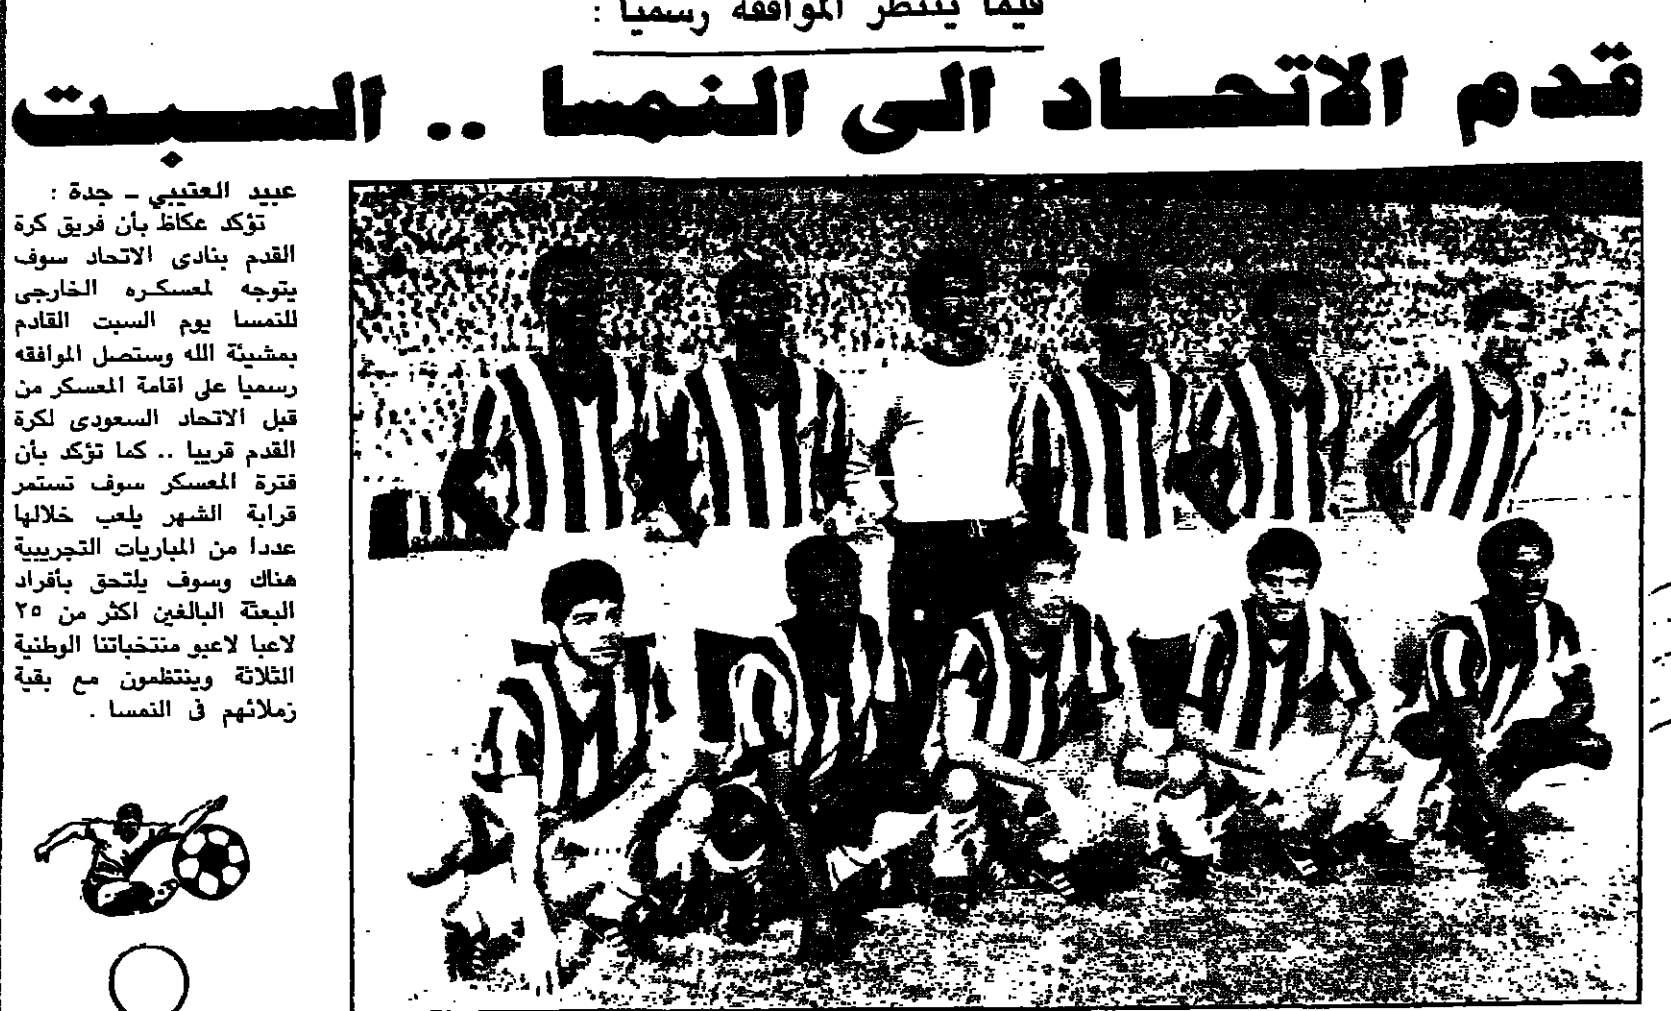 فيما ينتظر الموافقة رسميا :
قدم الاتحاد الى النمسا .. السبت
عبيد العتيبي ـ جدة :
تؤكد عكاظ بأن فريق كرة
القدم بنادى الاتحاد سوف
يتوجه لمعسكره الخارجى
للنمسا يوم السبت القادم
بمشيئة الله وستصل الموافقه
رسميا على اقامة المعسكر من
قبل الاتحاد السعودى لكرة
القدم قريبا .. كما تؤكد بأن
فترة المعسكر سوف تستمر
قرابة الشهر يلعب خلالها
عددا من المباريات التجريبية
هناك وسوف يلتحق بأفراد
البعثة البالغين اكثر من ٢٥
لاعبا لاعبو منتخباتنا الوطنية
الثلاثة وينتظمون مع بقية
زملائهم فى النمسا .